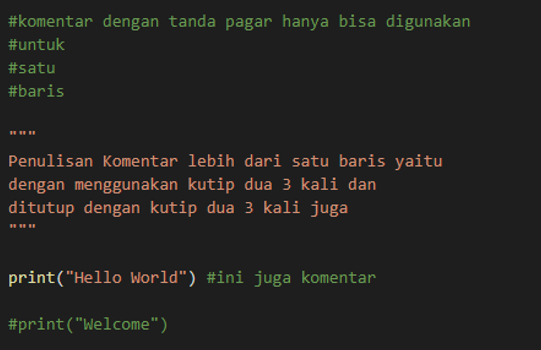 #komentar dengan tanda pagar hanya bisa digunakan
#untuk
#satu
#baris
"""
Penulisan Komentar lebih dari satu baris yaitu
dengan menggunakan kutip dua 3 kali dan
ditutup dengan kutip dua 3 kali juga
"""
print("Hello World") #ini juga komentar
#print("Welcome")